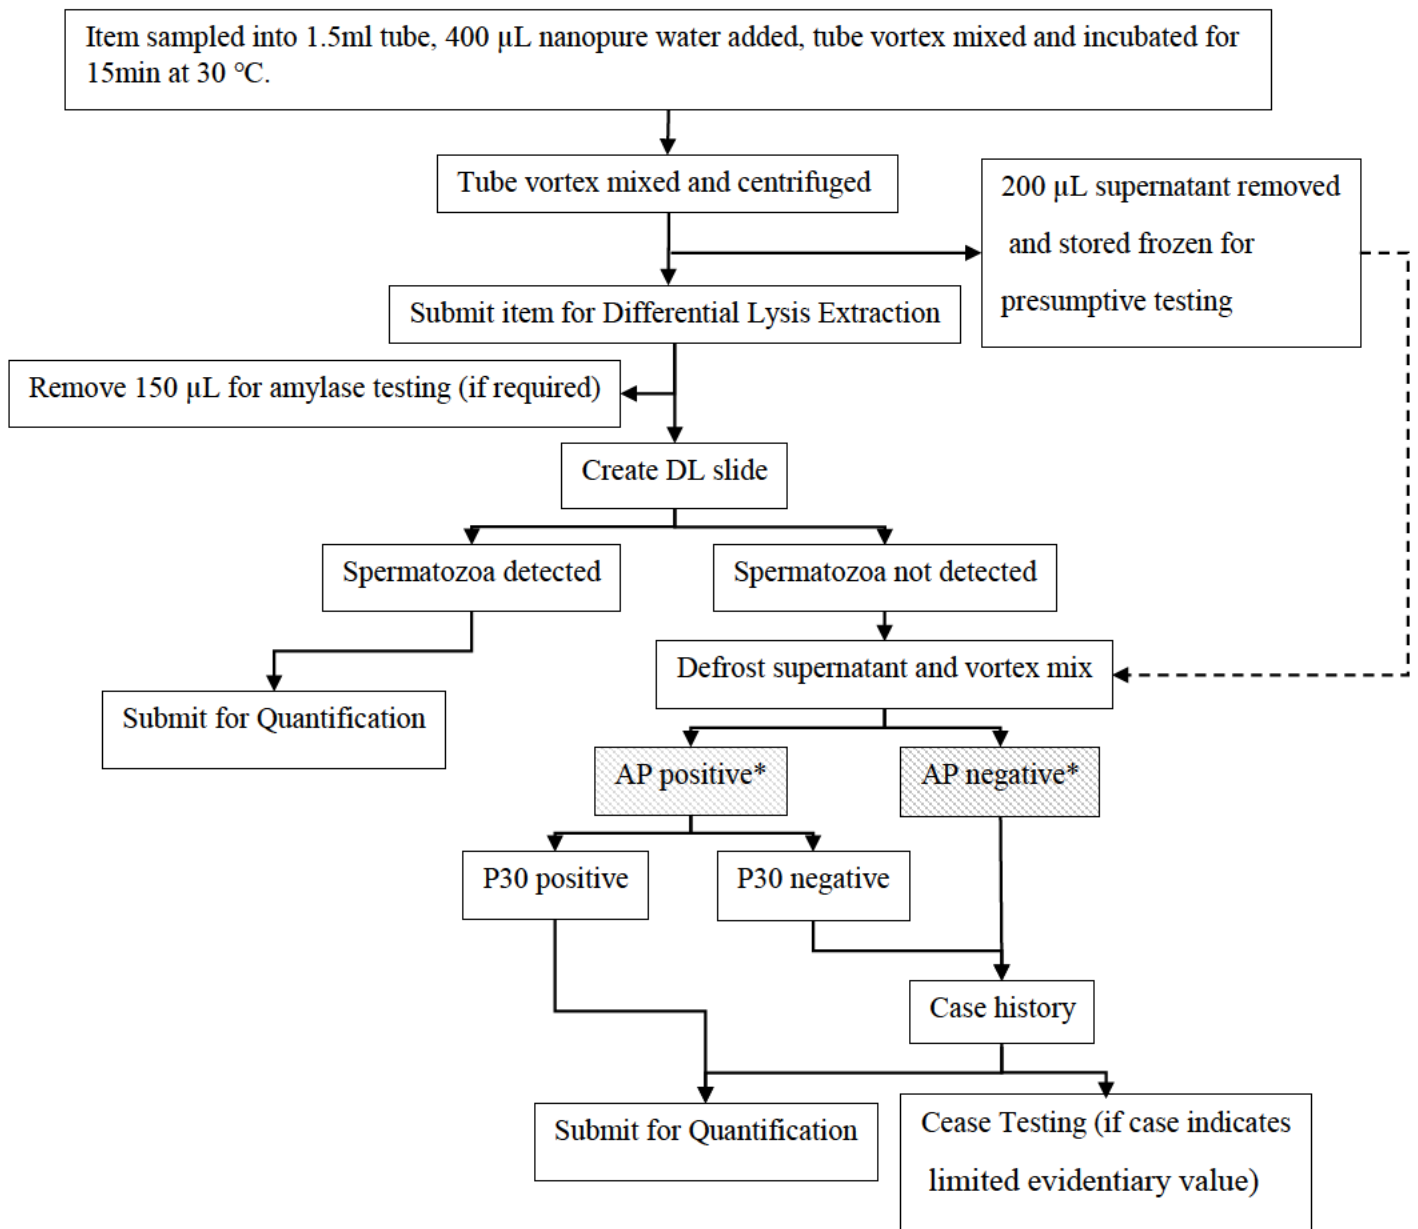 Item sampled into 1.5ml tube, 400 µL nanopure water added, tube vortex mixed and incubated for
15min at 30 ℃.
Tube vortex mixed and centrifuged
200 µL supernatant removed
and stored frozen for
presumptive testing
Submit item for Differential Lysis Extraction
Remove 150 µL for amylase testing (if required)
Create DL slide
Spermatozoa detected
Spermatozoa not detected
Defrost supernatant and vortex mix
Submit for Quantification
AP positive*
AP negative*
P30 positive
P30 negative
Case history
Submit for Quantification
Cease Testing (if case indicates
limited evidentiary value)